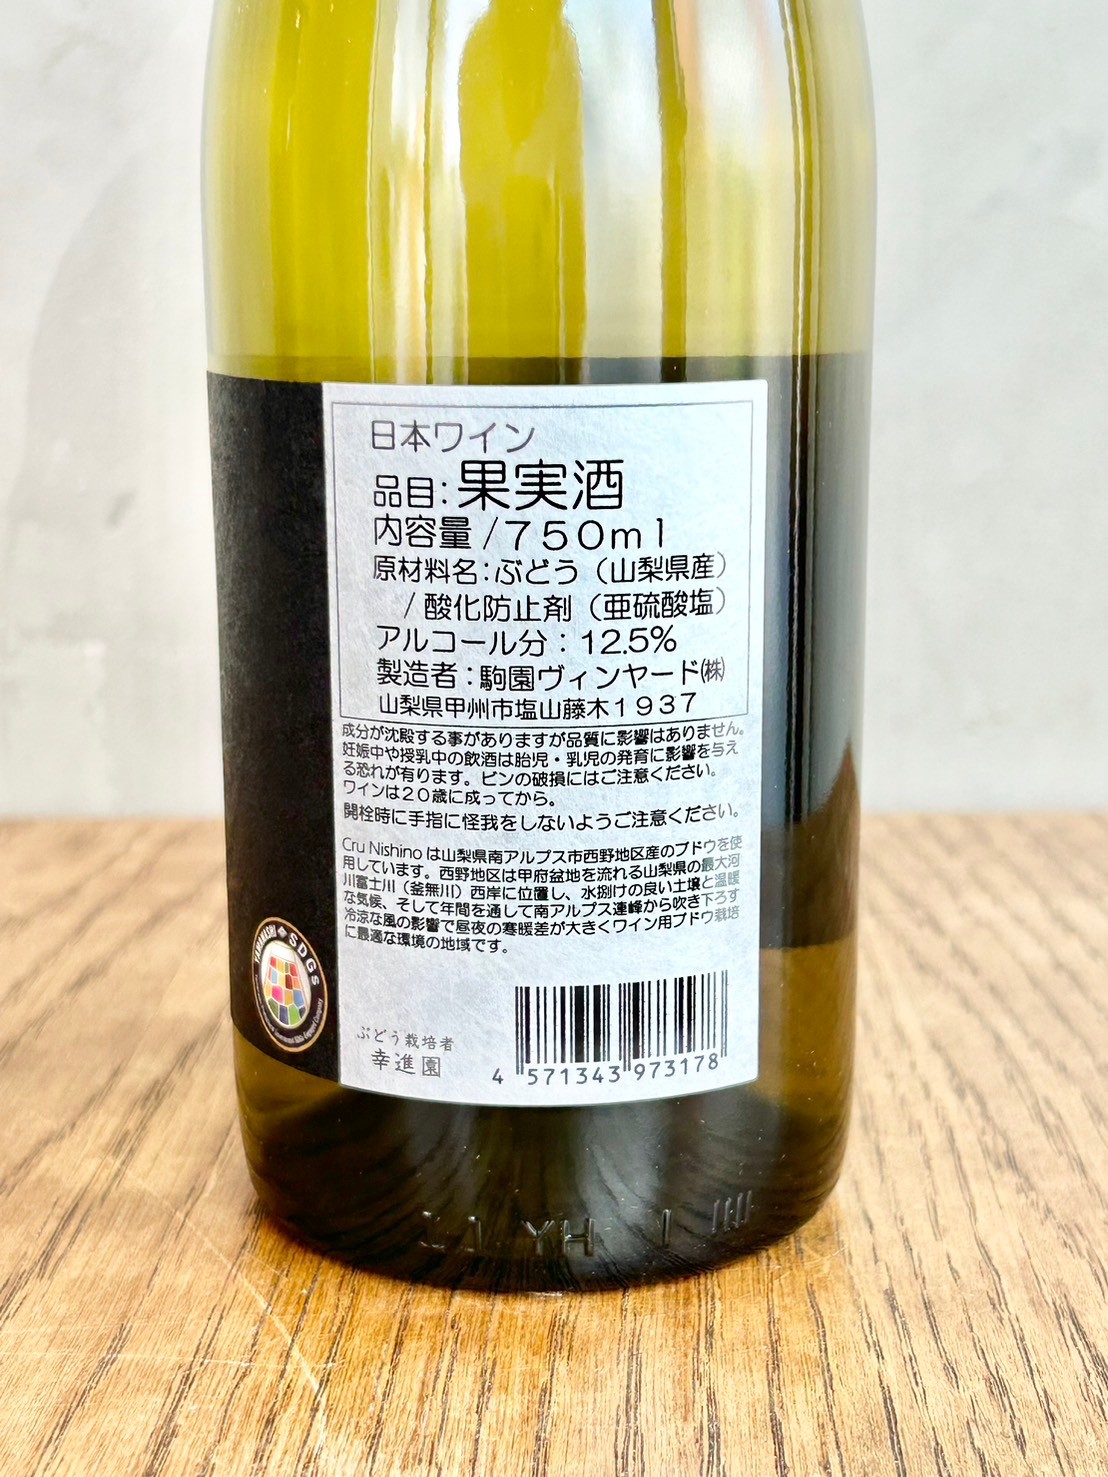 日本ワイン
品目:果実酒
内容量/750ml
原材料名:ぶどう(山梨県産)
/酸化防止剤(亜硫酸塩)
アルコール分:12.5%
製造者:駒園ヴィンヤード㈱
山梨県甲州市塩山藤木1937
成分が沈殿する事がありますが品質に影響はありません。
妊娠中や授乳中の飲酒は胎児・乳児の発育に影響を与え
る恐れが有ります。ビンの破損にはご注意ください。
ワインは20歳に成ってから。
開栓時に手指に怪我をしないようご注意ください。
Cru Nishino は山梨県南アルプス市西野地区産のブドウを使
用しています。西野地区は甲府盆地を流れる山梨県の最大河
川富士川(釜無川)西岸に位置し、水捌けの良い土壌と温暖
な気候、そして年間を通して南アルプス連峰から吹き下ろす
冷涼な風の影響で昼夜の寒暖差が大きくワイン用ブドウ栽培
に最適な環境の地域です。
YAMANASHI SDGs
ぶどう栽培者
幸進園
4 571343 973178
11 YH